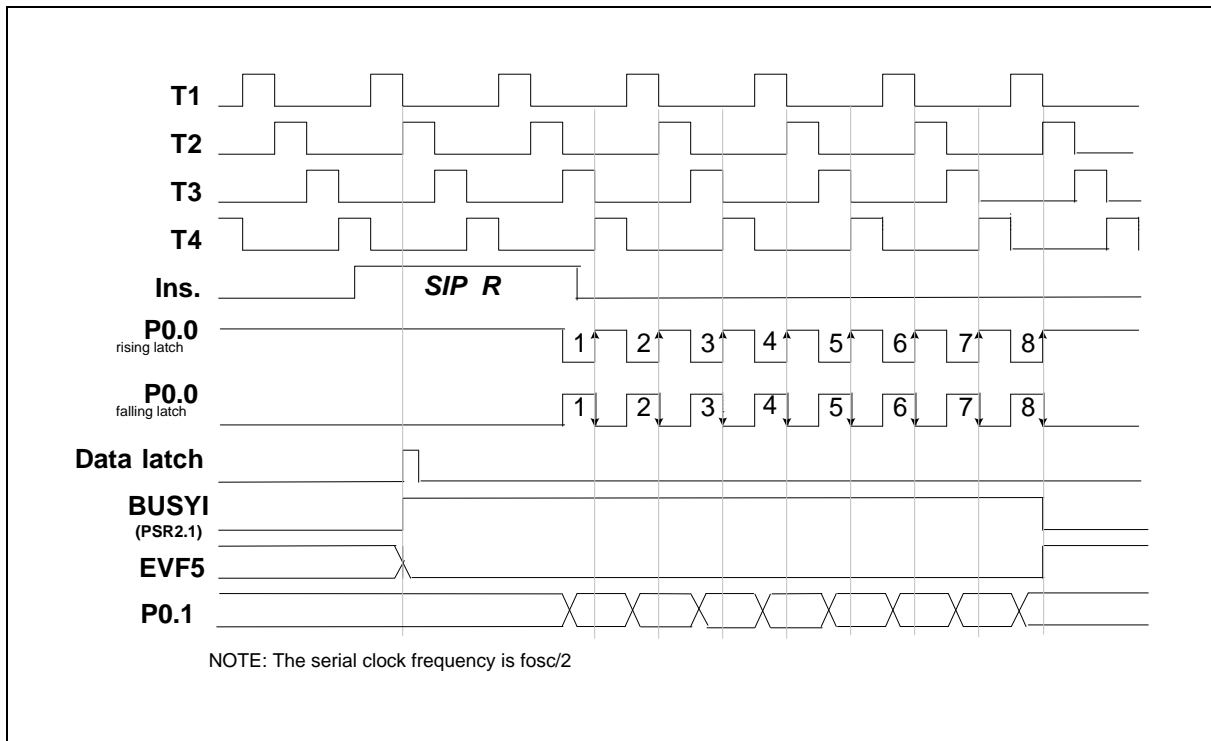 T1
T2
T3
T4
Ins.
SIP R
P0.0
rising latch
1 2 3 4 5 6 7 8
P0.0
falling latch
1 2 3 4 5 6 7 8
Data latch
BUSYI
(PSR2.1)
EVF5
P0.1
NOTE: The serial clock frequency is fosc/2